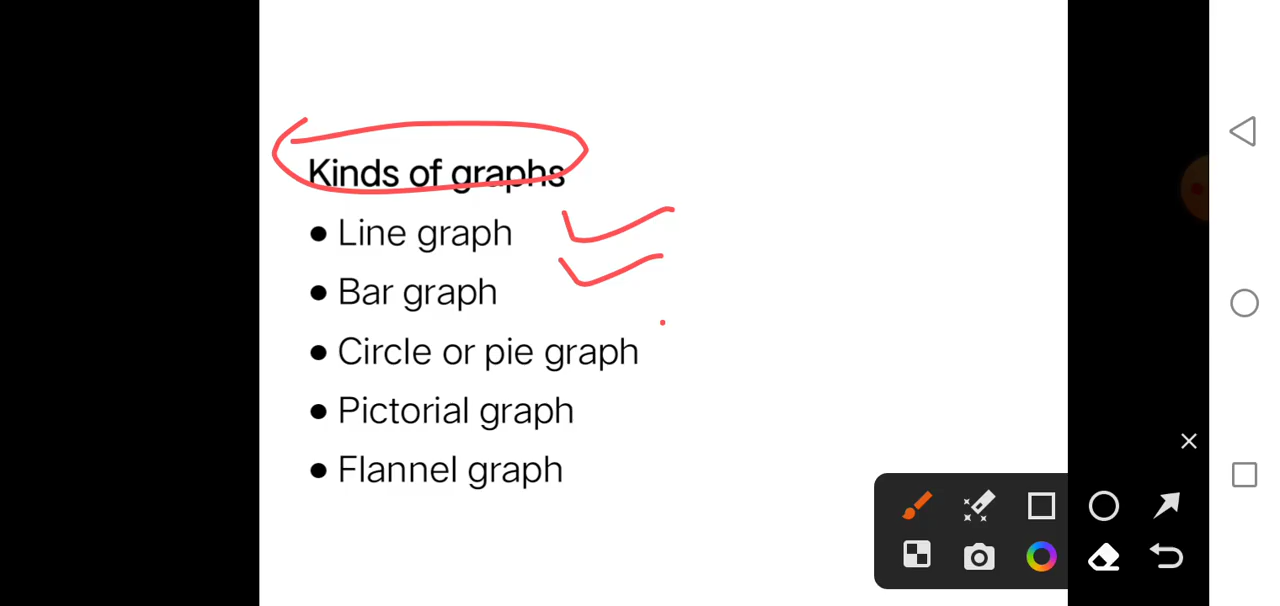 Kinds of graphs
● Line graph
● Bar graph
● Circle or pie graph
● Pictorial graph
● Flannel graph